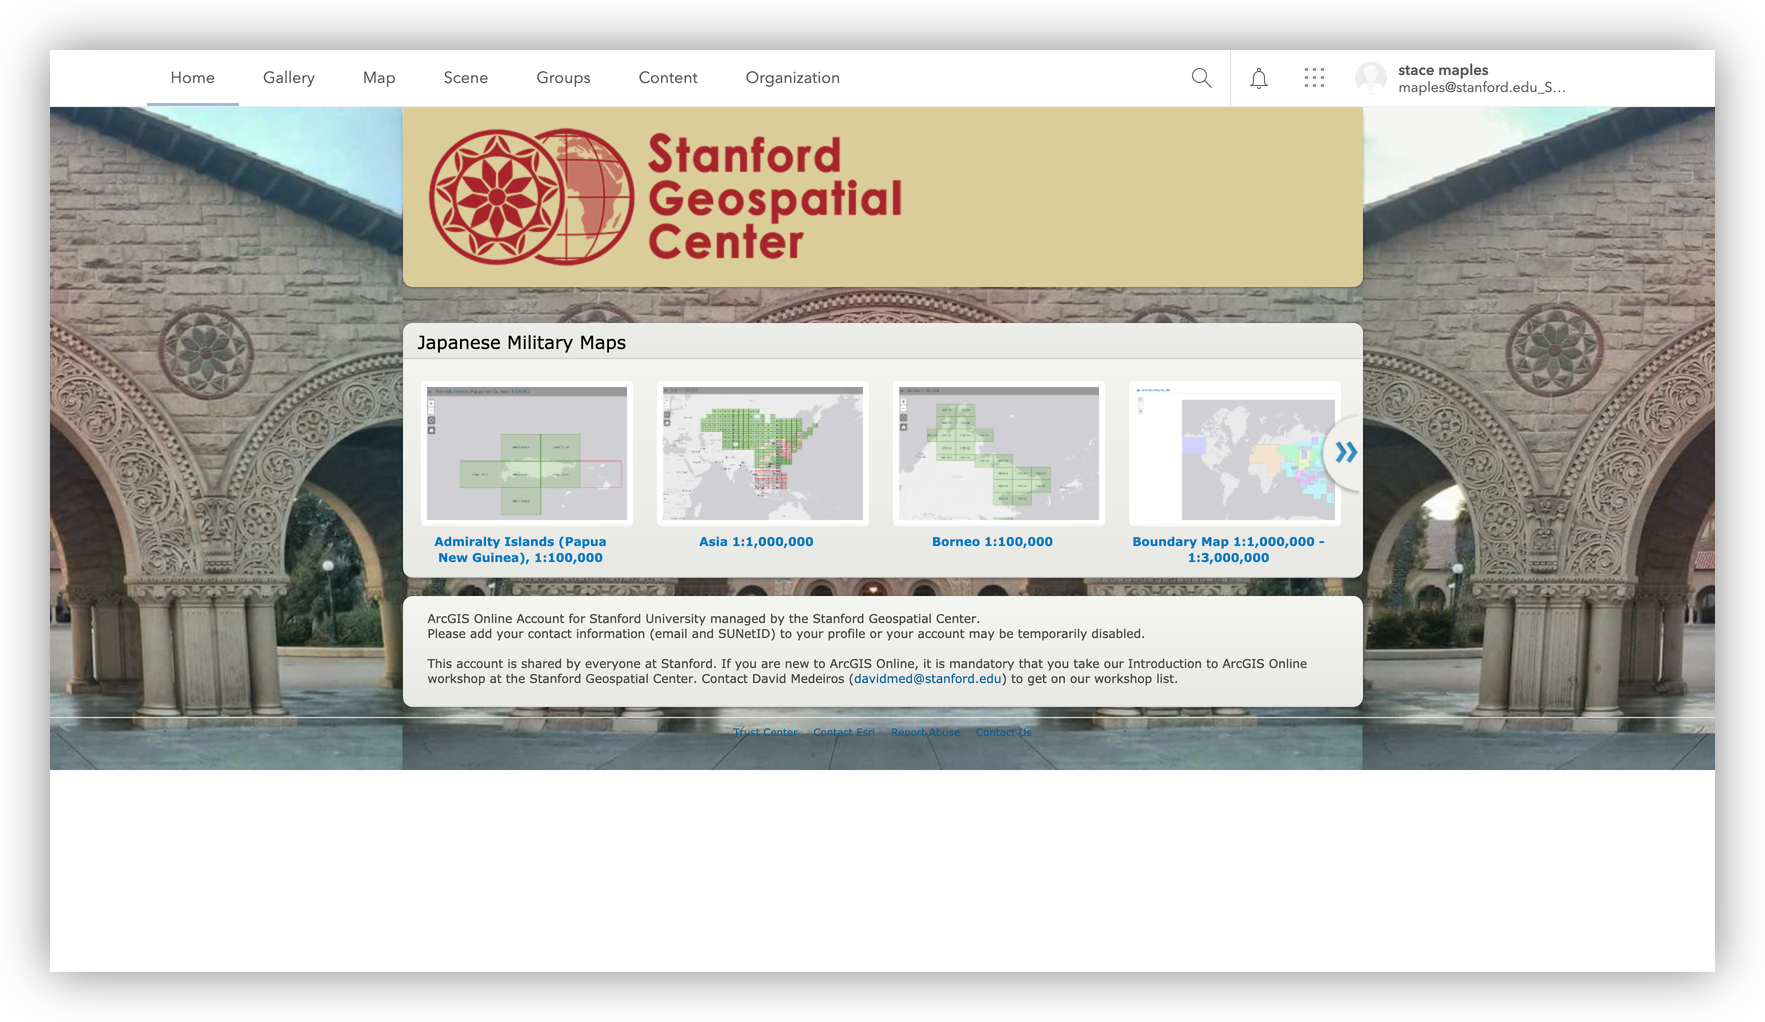 Home Gallery Map Scene Groups Content Organization
stace maples
maples@stanford.edu_S...
Stanford
Geospatial
Center
Japanese Military Maps
Admiralty Islands (Papua
New Guinea), 1:100,000
Asia 1:1,000,000
Borneo 1:100,000
Boundary Map 1:1,000,000 -
1:3,000,000
ArcGIS Online Account for Stanford University managed by the Stanford Geospatial Center.
Please add your contact information (email and SUNetID) to your profile or your account may be temporarily disabled.
This account is shared by everyone at Stanford. If you are new to ArcGIS Online, it is mandatory that you take our Introduction to ArcGIS Online
workshop at the Stanford Geospatial Center. Contact David Medeiros (davidmed@stanford.edu) to get on our workshop list.
Trust Center Contact Esri Report Abuse Contact Us